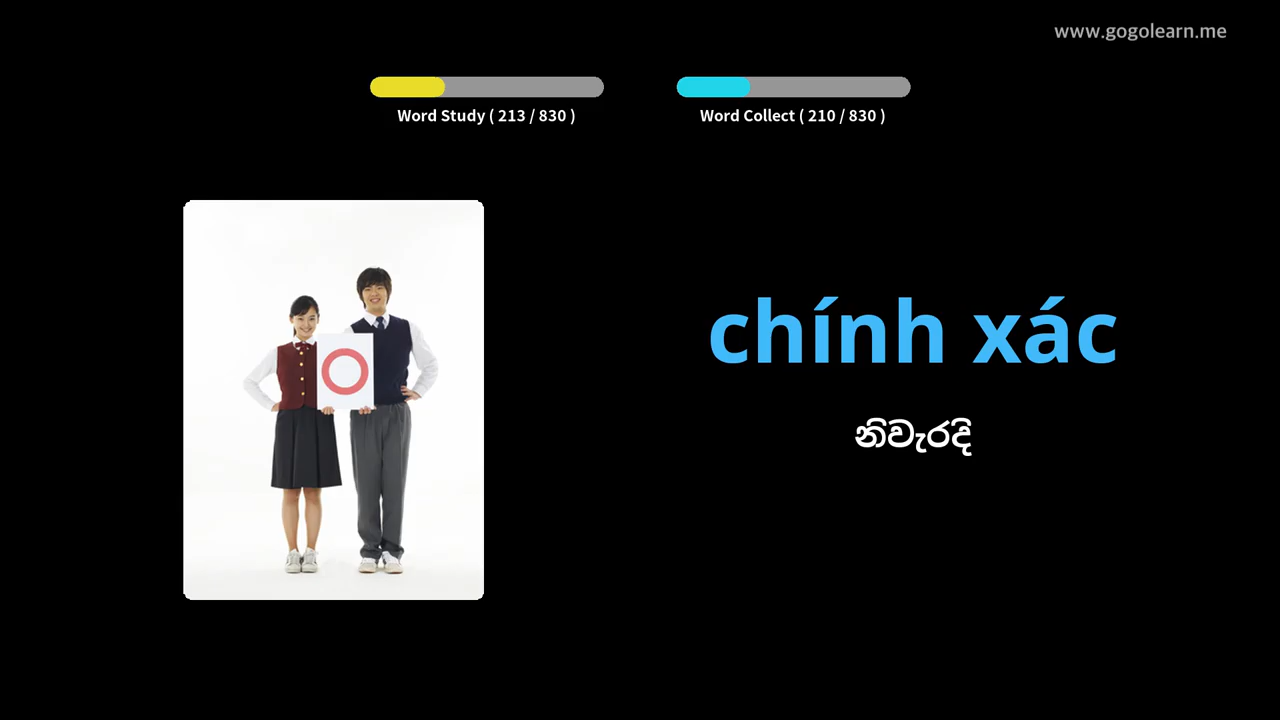 www.gogolearn.me
Word Study ( 213 / 830 )
Word Collect ( 210 / 830 )
chính xác
නිවැරදි